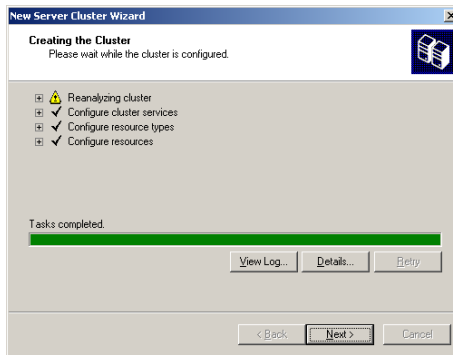 New Server Cluster Wizard
Creating the Cluster
Please wait while the cluster is configured.
Reanalyzing cluster
Configure cluster services
Configure resource types
Configure resources
Tasks completed.
View Log... Details... Retry
< Back Next > Cancel